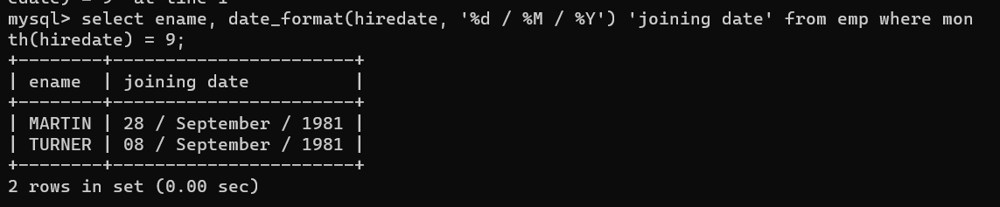 mysql> select ename, date_format(hiredate, '%d / %M / %Y') 'joining date' from emp where mon
th(hiredate) = 9;
+--------+-----------------------+
| ename  | joining date          |
+--------+-----------------------+
| MARTIN | 28 / September / 1981 |
| TURNER | 08 / September / 1981 |
+--------+-----------------------+
2 rows in set (0.00 sec)